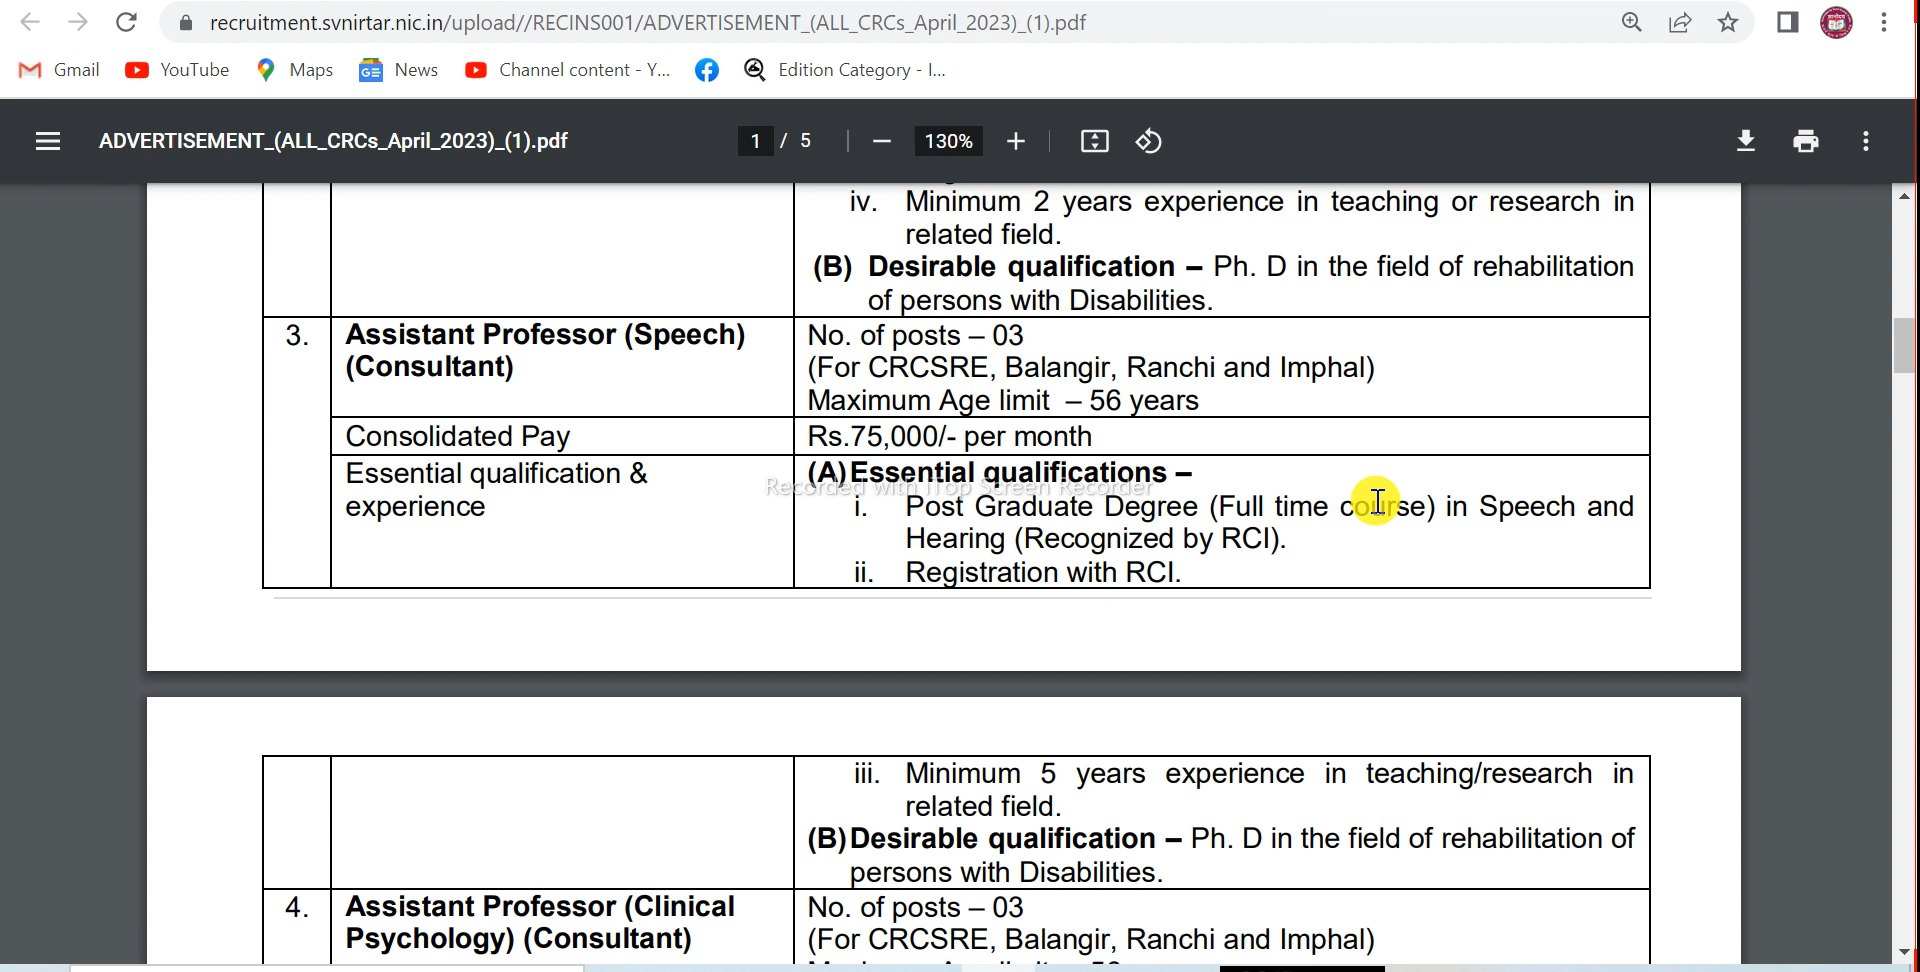 recruitment.svnirtar.nic.in/upload//RECINS001/ADVERTISEMENT_(ALL_CRCs_April_2023)_(1).pdf
Gmail YouTube Maps News Channel content - Y... Edition Category - I...
ADVERTISEMENT_(ALL_CRCs_April_2023)_(1).pdf 1 / 5 130%
iv. Minimum 2 years experience in teaching or research in
related field.
(B) Desirable qualification – Ph. D in the field of rehabilitation
of persons with Disabilities.
3. Assistant Professor (Speech) No. of posts – 03
(Consultant) (For CRCSRE, Balangir, Ranchi and Imphal)
Maximum Age limit – 56 years
Consolidated Pay Rs.75,000/- per month
Essential qualification & (A) Essential qualifications –
Recorded with iTop Screen Recorder
experience i. Post Graduate Degree (Full time course) in Speech and
Hearing (Recognized by RCI).
ii. Registration with RCI.
iii. Minimum 5 years experience in teaching/research in
related field.
(B) Desirable qualification – Ph. D in the field of rehabilitation of
persons with Disabilities.
4. Assistant Professor (Clinical No. of posts – 03
Psychology) (Consultant) (For CRCSRE, Balangir, Ranchi and Imphal)